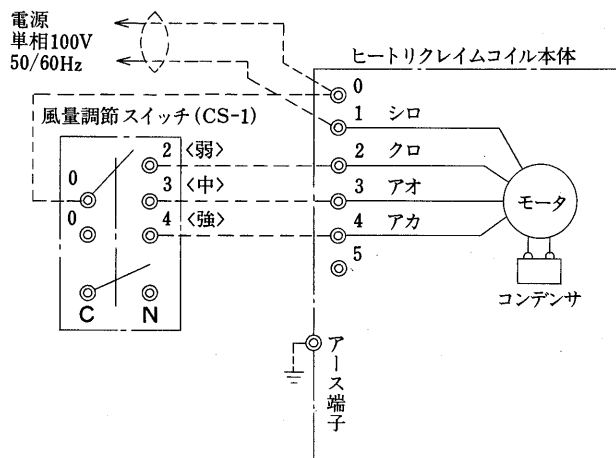 電源
単相100V
50/60Hz
ヒートリクレイムコイル本体
風量調節スイッチ(CS-1)
0
1 シロ
2 〈弱〉
2 クロ
0
3 〈中〉
3 アオ
モータ
0
4 〈強〉
4 アカ
5
コンデンサ
C N
アース端子